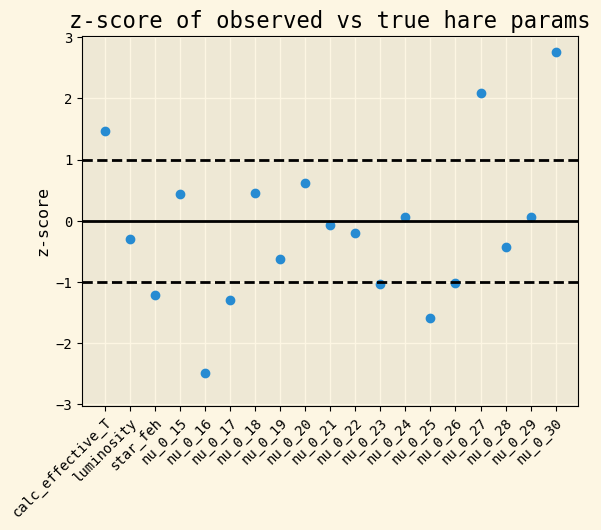 z-score of observed vs true hare params
z-score
3
2
1
0
−1
−2
−3
calc_effective_T
luminosity
star_feh
nu_0_15
nu_0_16
nu_0_17
nu_0_18
nu_0_19
nu_0_20
nu_0_21
nu_0_22
nu_0_23
nu_0_24
nu_0_25
nu_0_26
nu_0_27
nu_0_28
nu_0_29
nu_0_30